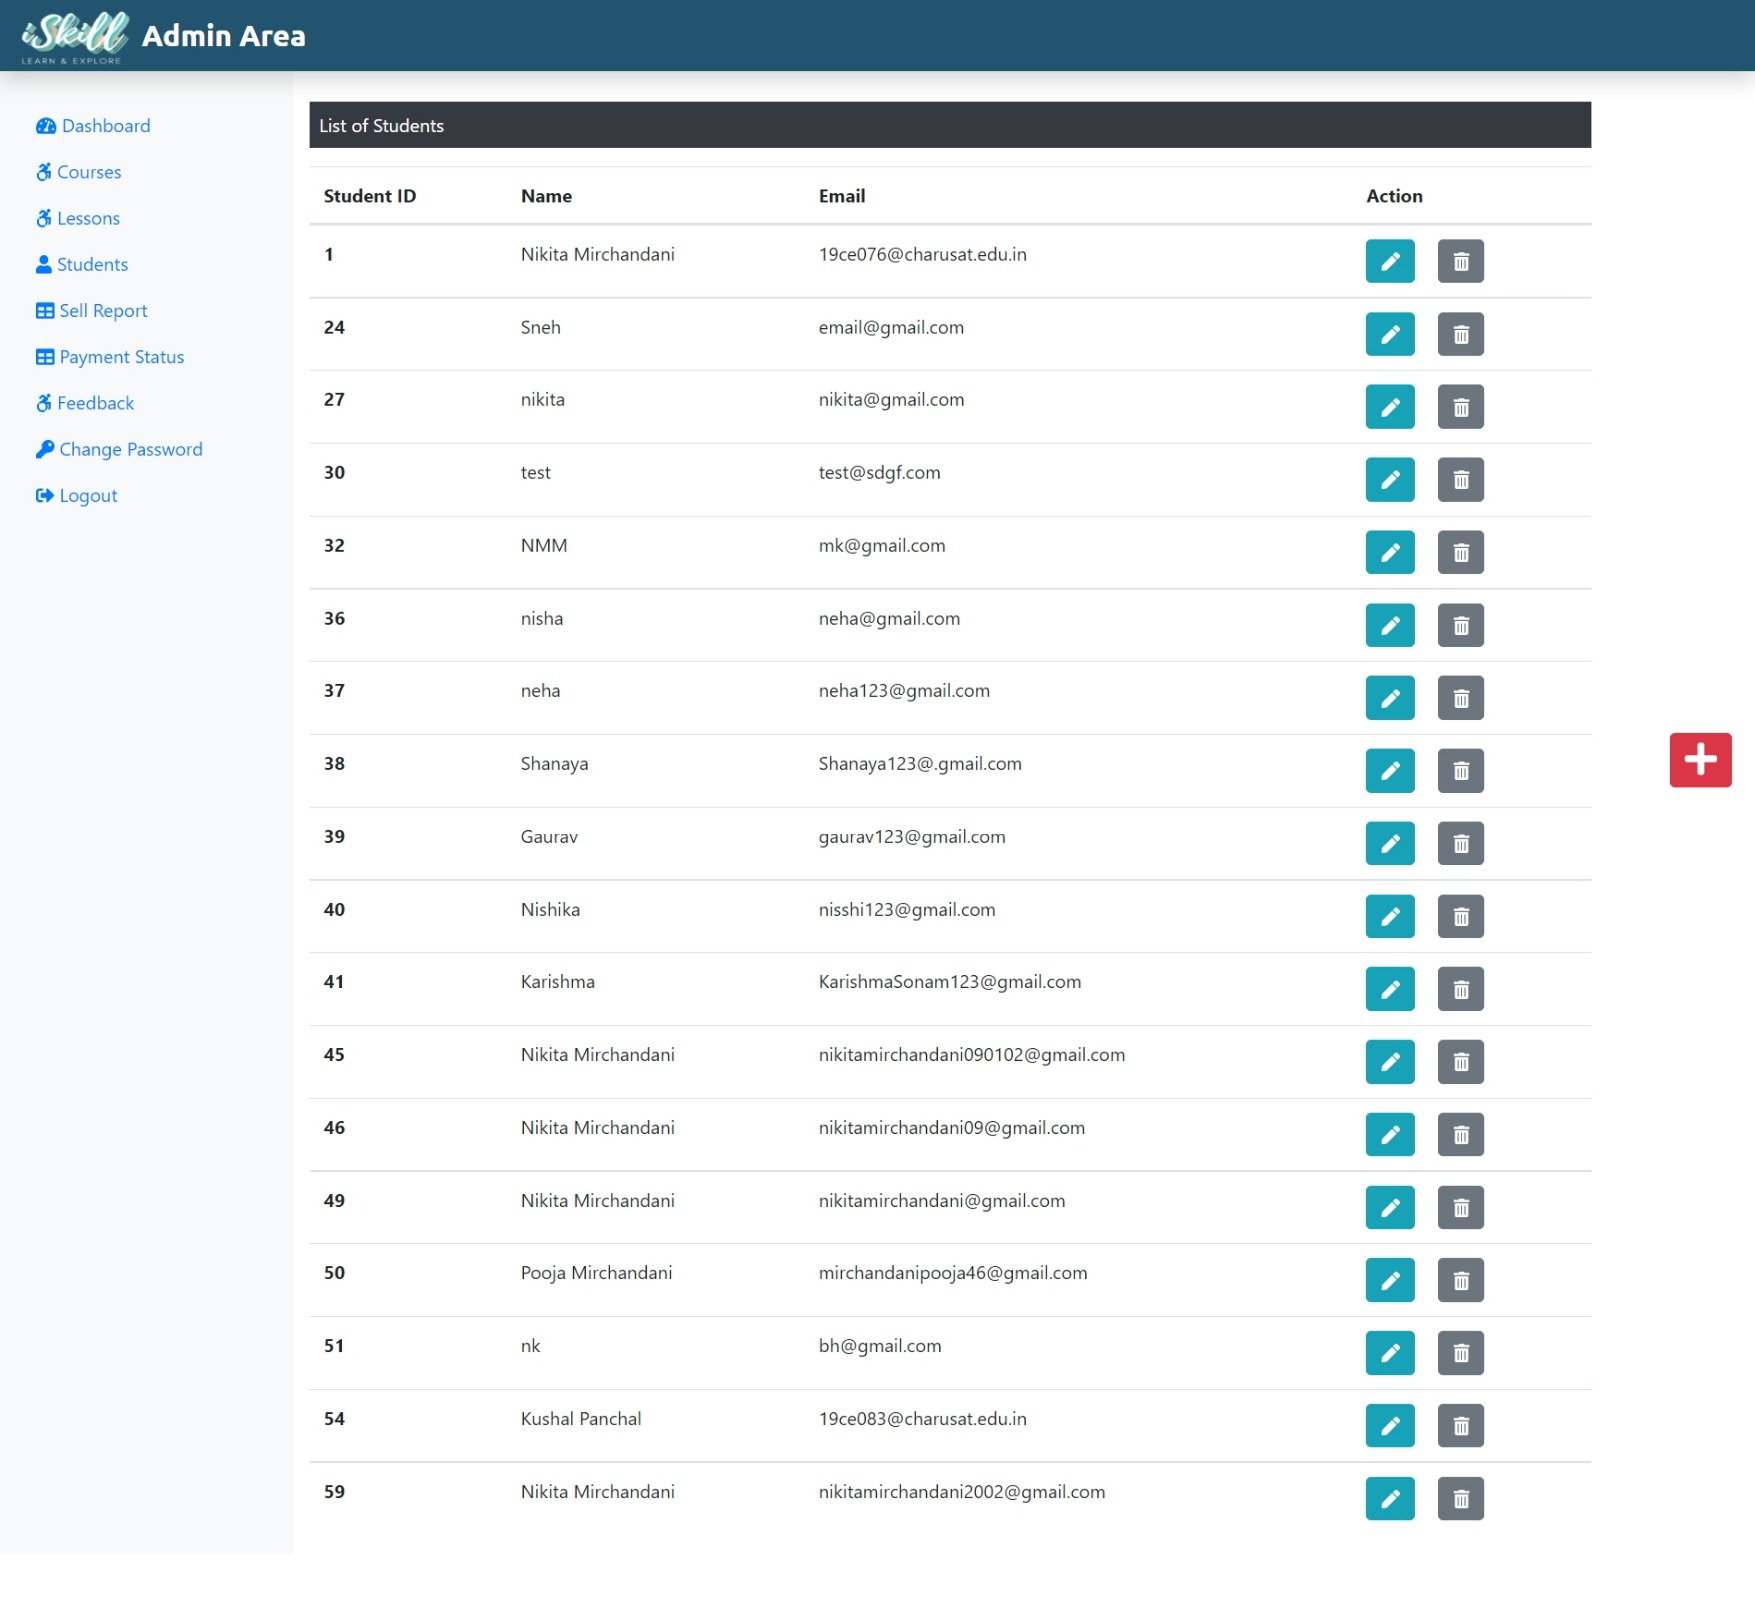 iSkill
LEARN & EXPLORE
Admin Area
Dashboard
Courses
Lessons
Students
Sell Report
Payment Status
Feedback
Change Password
Logout
List of Students
Student ID Name Email Action
1 Nikita Mirchandani 19ce076@charusat.edu.in
24 Sneh email@gmail.com
27 nikita nikita@gmail.com
30 test test@sdgf.com
32 NMM mk@gmail.com
36 nisha neha@gmail.com
37 neha neha123@gmail.com
38 Shanaya Shanaya123@.gmail.com
39 Gaurav gaurav123@gmail.com
40 Nishika nisshi123@gmail.com
41 Karishma KarishmaSonam123@gmail.com
45 Nikita Mirchandani nikitamirchandani090102@gmail.com
46 Nikita Mirchandani nikitamirchandani09@gmail.com
49 Nikita Mirchandani nikitamirchandani@gmail.com
50 Pooja Mirchandani mirchandanipooja46@gmail.com
51 nk bh@gmail.com
54 Kushal Panchal 19ce083@charusat.edu.in
59 Nikita Mirchandani nikitamirchandani2002@gmail.com